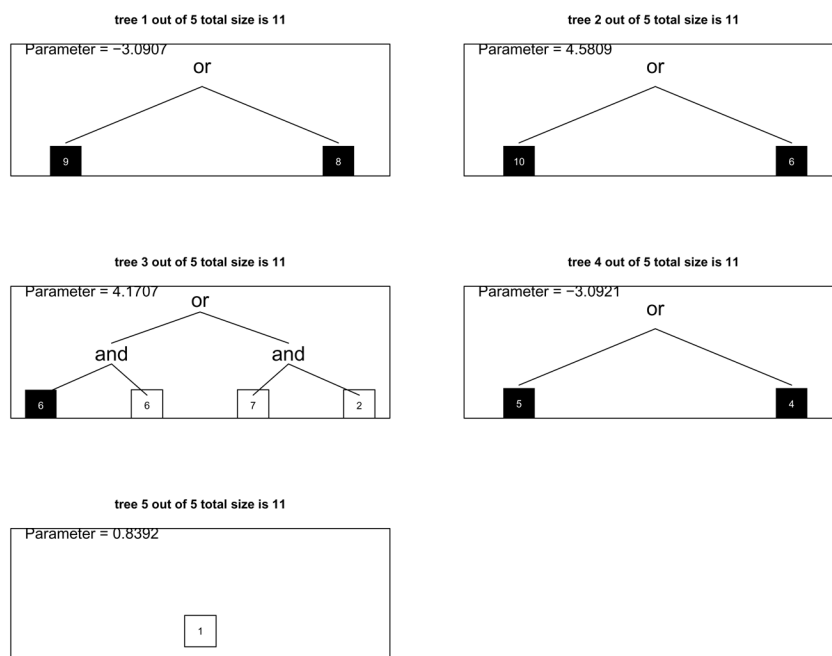 tree 1 out of 5 total size is 11
Parameter = −3.0907
or
9
8
tree 2 out of 5 total size is 11
Parameter = 4.5809
or
10
6
tree 3 out of 5 total size is 11
Parameter = 4.1707
or
and
and
6
6
7
2
tree 4 out of 5 total size is 11
Parameter = −3.0921
or
5
4
tree 5 out of 5 total size is 11
Parameter = 0.8392
1